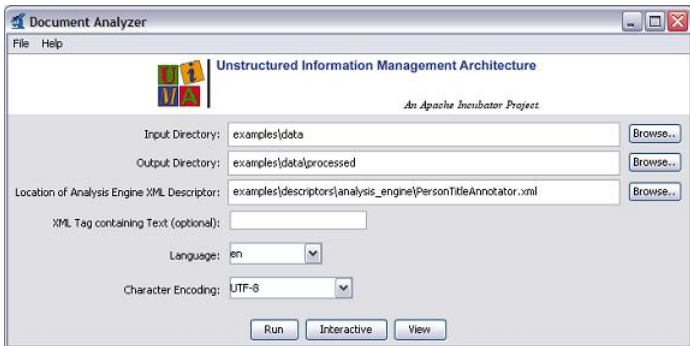 Document Analyzer
File Help
UIMA
Unstructured Information Management Architecture
An Apache Incubator Project.
Input Directory: examples\data Browse..
Output Directory: examples\data\processed Browse..
Location of Analysis Engine XML Descriptor: examples\descriptors\analysis_engine\PersonTitleAnnotator.xml Browse..
XML Tag containing Text (optional):
Language: en
Character Encoding: UTF-8
Run Interactive View